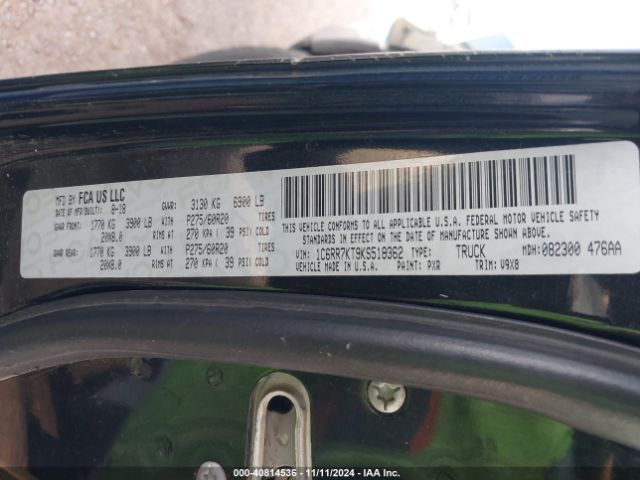 MFD BY FCA US LLC
DATE OF MFR/BUILT: 8-18
GVWR: 3130 KG 6900 LB
GAWR FRONT: 1770 KG 3900 LB WITH P275/60R20 TIRES
20X8.0 RIMS AT 270 KPA ( 39 PSI) COLD
GAWR REAR: 1770 KG 3900 LB WITH P275/60R20 TIRES
20X8.0 RIMS AT 270 KPA ( 39 PSI) COLD
THIS VEHICLE CONFORMS TO ALL APPLICABLE U.S.A. FEDERAL MOTOR VEHICLE SAFETY
STANDARDS IN EFFECT ON THE DATE OF MANUFACTURE SHOWN ABOVE.
VIN: 1C6RR7KT9KS518962 TYPE: TRUCK MDH: 082300 476AA
MADE IN U.S.A. PAINT: PXR TRIM: V9X8
© COPYRIGHT #40814536 - 11/11/2024 - IAA Inc.